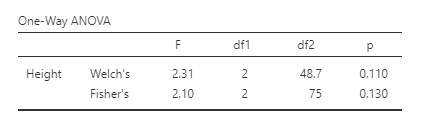 One-Way ANOVA
F df1 df2 p
Height Welch's 2.31 2 48.7 0.110
Fisher's 2.10 2 75 0.130